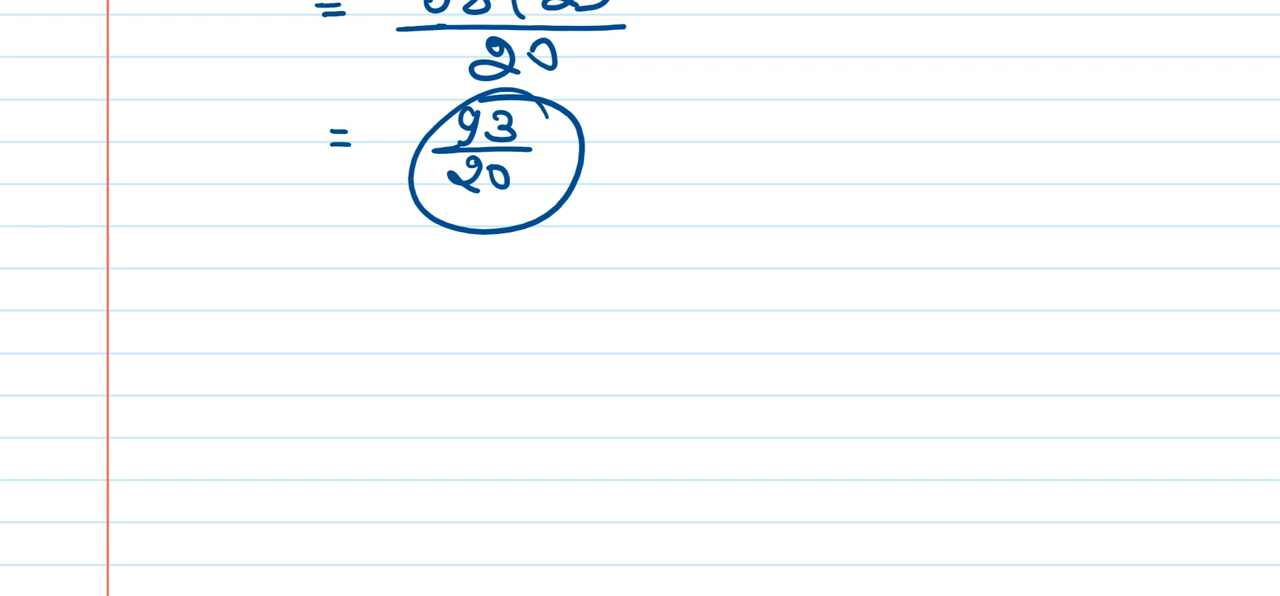 =
20
= 93
20